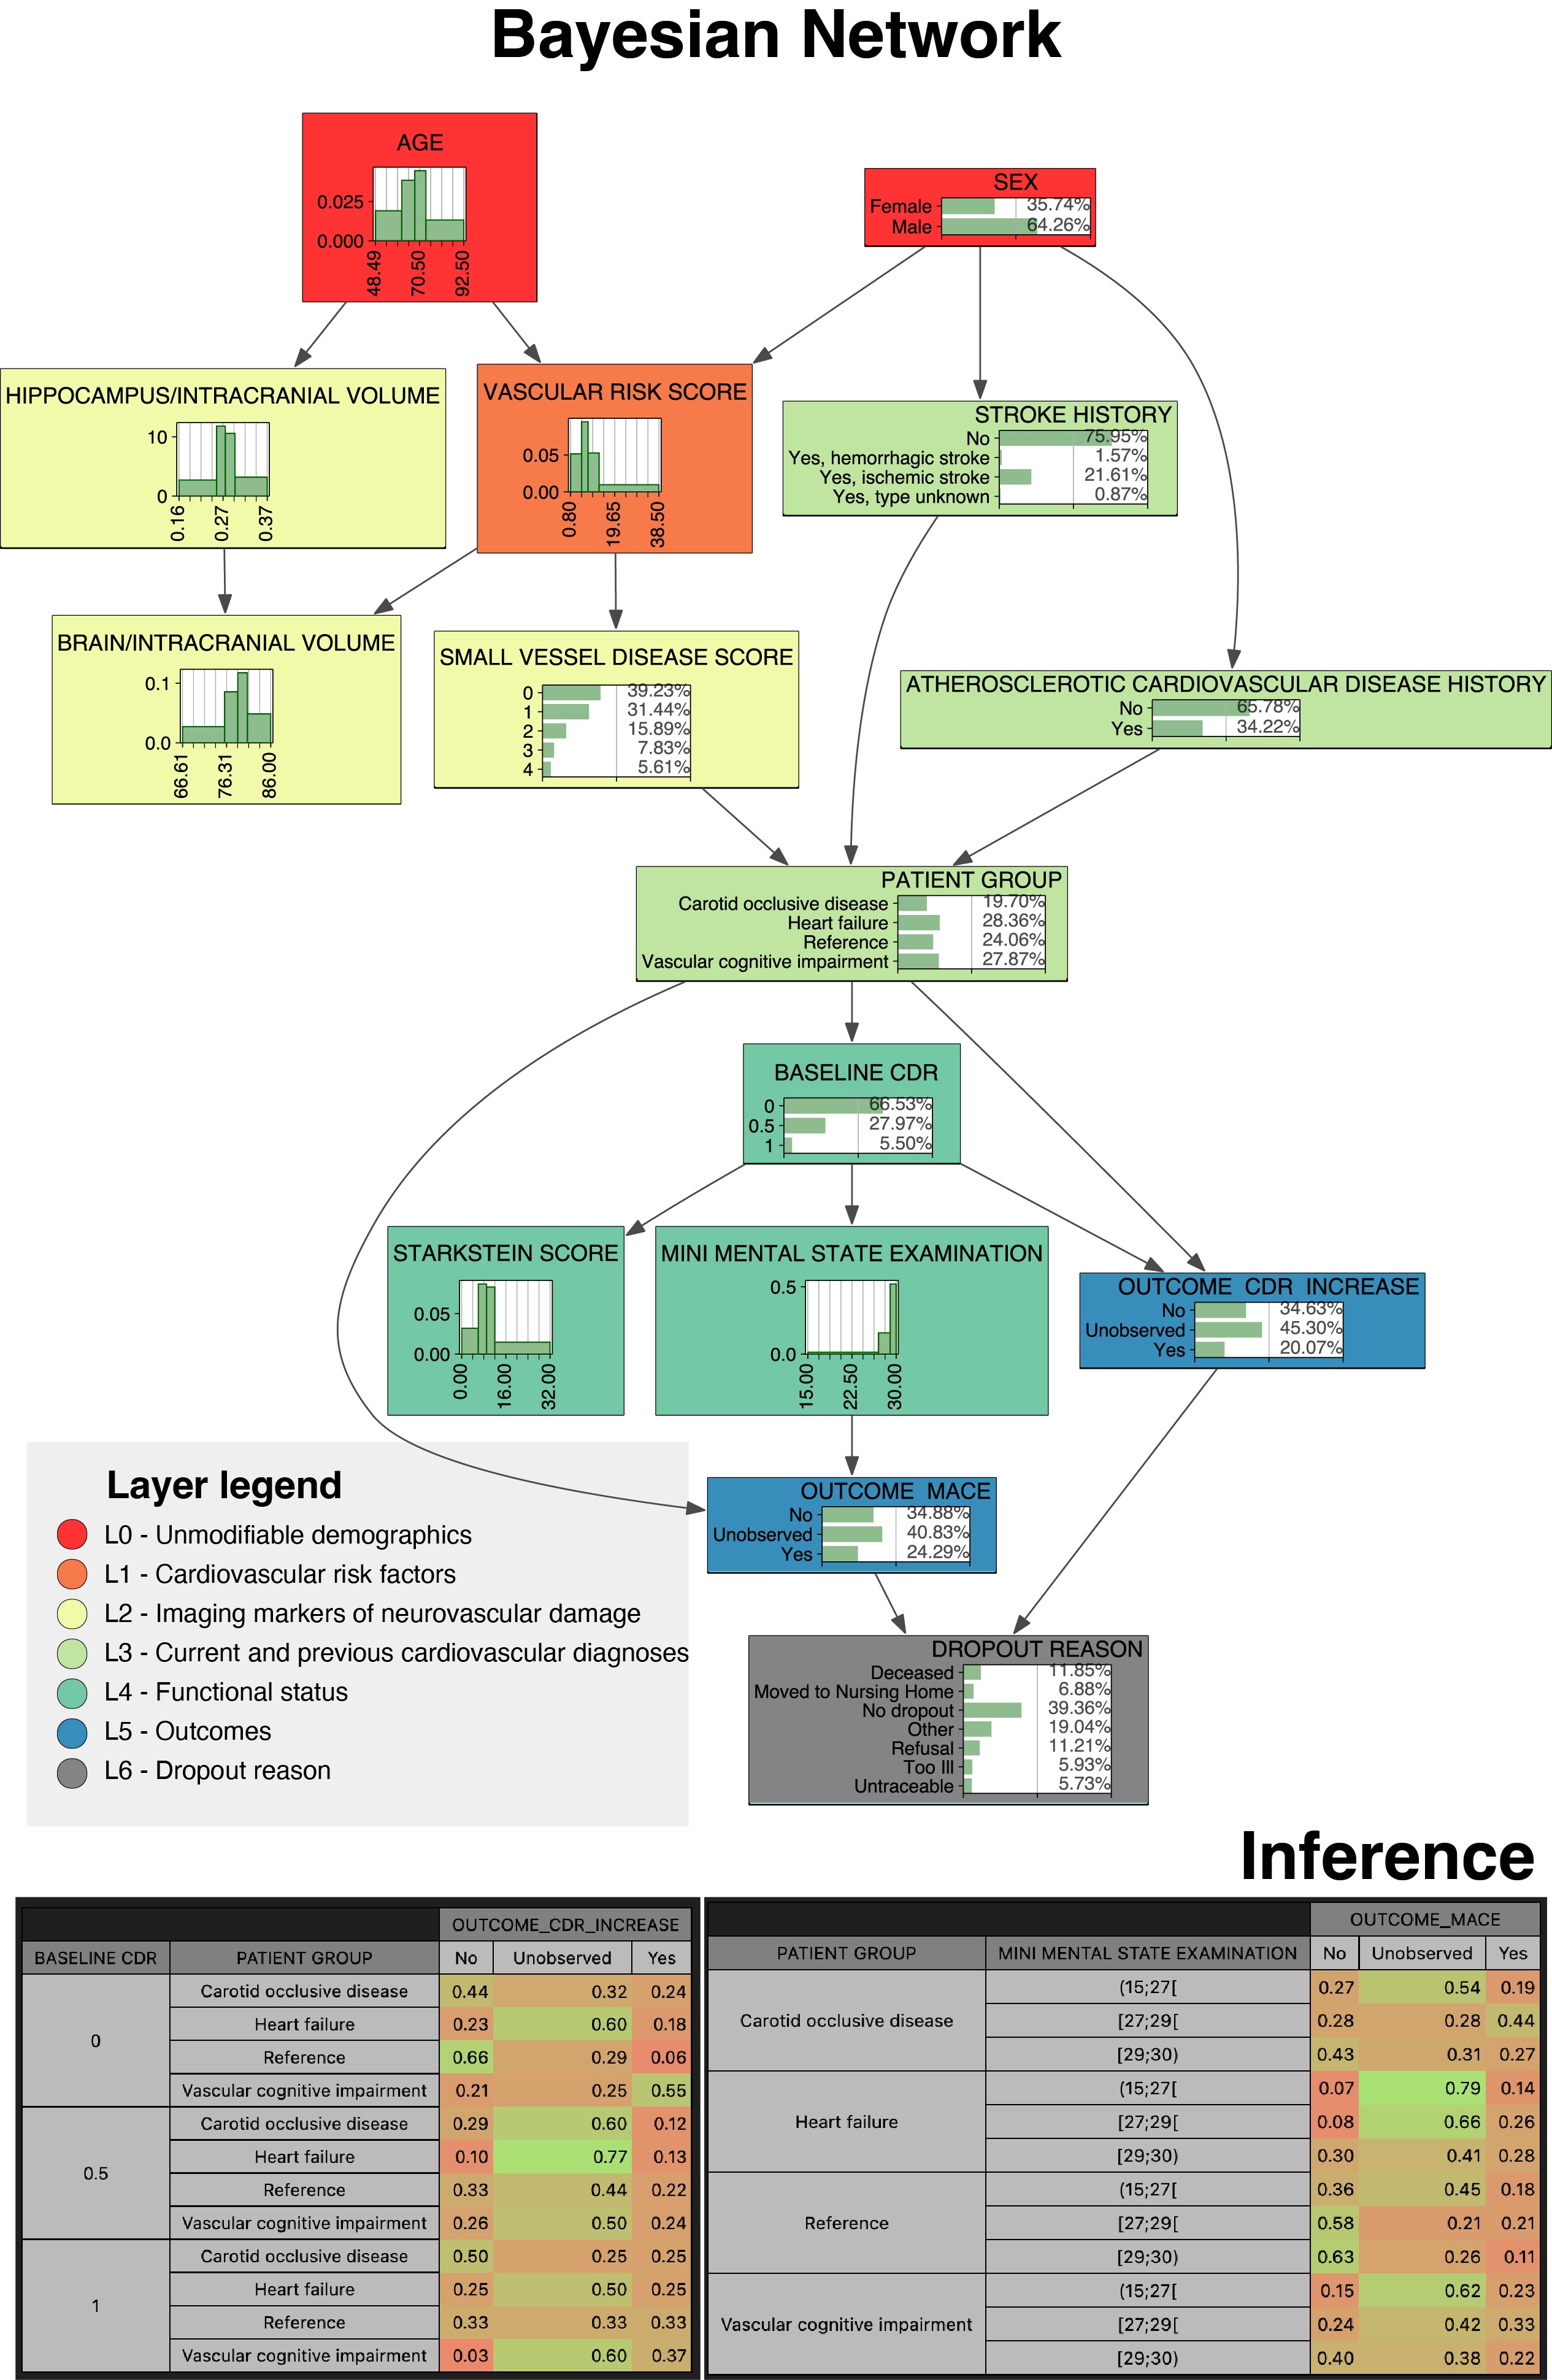 Bayesian Network
AGE
0.025
0.000
48.49
70.50
92.50
SEX
Female 35.74%
Male 64.26%
HIPPOCAMPUS/INTRACRANIAL VOLUME
10
0
0.16
0.27
0.37
VASCULAR RISK SCORE
0.05
0.00
0.80
19.65
38.50
STROKE HISTORY
No 75.95%
Yes, hemorrhagic stroke 1.57%
Yes, ischemic stroke 21.61%
Yes, type unknown 0.87%
BRAIN/INTRACRANIAL VOLUME
0.1
0.0
66.61
76.31
86.00
SMALL VESSEL DISEASE SCORE
0 39.23%
1 31.44%
2 15.89%
3 7.83%
4 5.61%
ATHEROSCLEROTIC CARDIOVASCULAR DISEASE HISTORY
No 65.78%
Yes 34.22%
PATIENT GROUP
Carotid occlusive disease 19.70%
Heart failure 28.36%
Reference 24.06%
Vascular cognitive impairment 27.87%
BASELINE CDR
0 66.53%
0.5 27.97%
1 5.50%
STARKSTEIN SCORE
0.05
0.00
0.00
16.00
32.00
MINI MENTAL STATE EXAMINATION
0.5
0.0
15.00
22.50
30.00
OUTCOME CDR INCREASE
No 34.63%
Unobserved 45.30%
Yes 20.07%
OUTCOME MACE
No 34.88%
Unobserved 40.83%
Yes 24.29%
DROPOUT REASON
Deceased 11.85%
Moved to Nursing Home 6.88%
No dropout 39.36%
Other 19.04%
Refusal 11.21%
Too Ill 5.93%
Untraceable 5.73%
Layer legend
L0 - Unmodifiable demographics
L1 - Cardiovascular risk factors
L2 - Imaging markers of neurovascular damage
L3 - Current and previous cardiovascular diagnoses
L4 - Functional status
L5 - Outcomes
L6 - Dropout reason
Inference
OUTCOME_CDR_INCREASE
BASELINE CDR PATIENT GROUP No Unobserved Yes
0
Carotid occlusive disease 0.44 0.32 0.24
Heart failure 0.23 0.60 0.18
Reference 0.66 0.29 0.06
Vascular cognitive impairment 0.21 0.25 0.55
0.5
Carotid occlusive disease 0.29 0.60 0.12
Heart failure 0.10 0.77 0.13
Reference 0.33 0.44 0.22
Vascular cognitive impairment 0.26 0.50 0.24
1
Carotid occlusive disease 0.50 0.25 0.25
Heart failure 0.25 0.50 0.25
Reference 0.33 0.33 0.33
Vascular cognitive impairment 0.03 0.60 0.37
OUTCOME_MACE
PATIENT GROUP MINI MENTAL STATE EXAMINATION No Unobserved Yes
Carotid occlusive disease
(15;27[ 0.27 0.54 0.19
[27;29[ 0.28 0.28 0.44
[29;30) 0.43 0.31 0.27
Heart failure
(15;27[ 0.07 0.79 0.14
[27;29[ 0.08 0.66 0.26
[29;30) 0.30 0.41 0.28
Reference
(15;27[ 0.36 0.45 0.18
[27;29[ 0.58 0.21 0.21
[29;30) 0.63 0.26 0.11
Vascular cognitive impairment
(15;27[ 0.15 0.62 0.23
[27;29[ 0.24 0.42 0.33
[29;30) 0.40 0.38 0.22